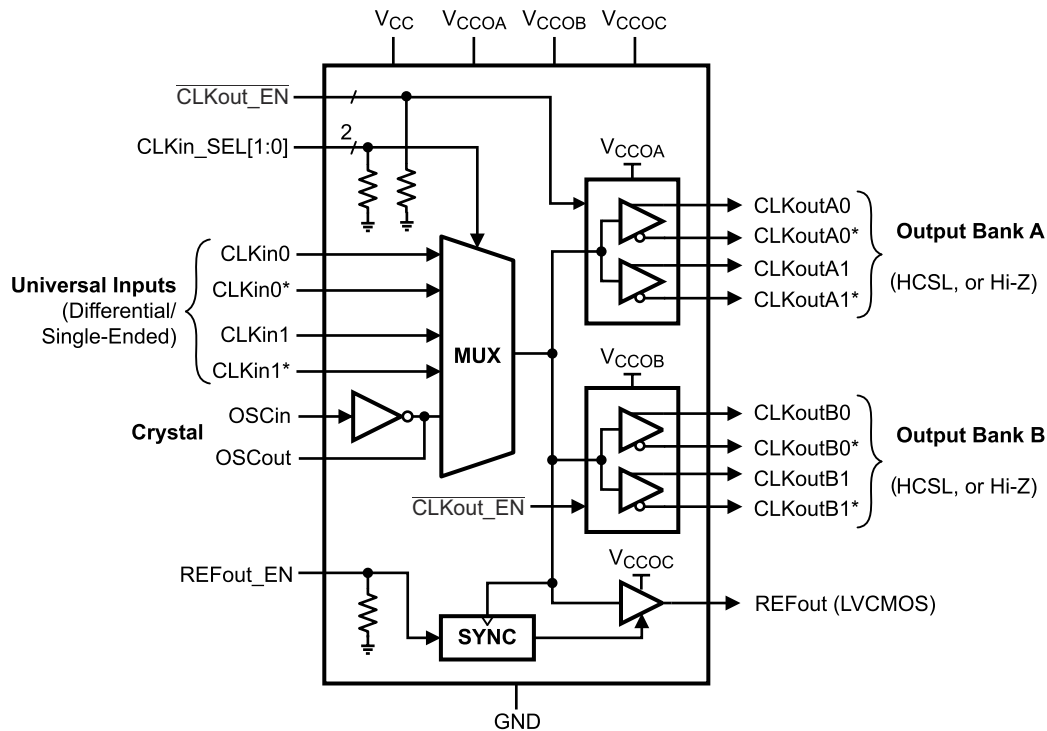 VCC VCCOA VCCOB VCCOC
CLKout_EN
CLKin_SEL[1:0]
2
VCCOA
CLKoutA0
CLKoutA0*
CLKoutA1
CLKoutA1*
Output Bank A
(HCSL, or Hi-Z)
Universal Inputs
(Differential/
Single-Ended)
CLKin0
CLKin0*
CLKin1
CLKin1*
MUX
Crystal
OSCin
OSCout
VCCOB
CLKoutB0
CLKoutB0*
CLKoutB1
CLKoutB1*
Output Bank B
(HCSL, or Hi-Z)
CLKout_EN
REFout_EN
SYNC
VCCOC
REFout (LVCMOS)
GND